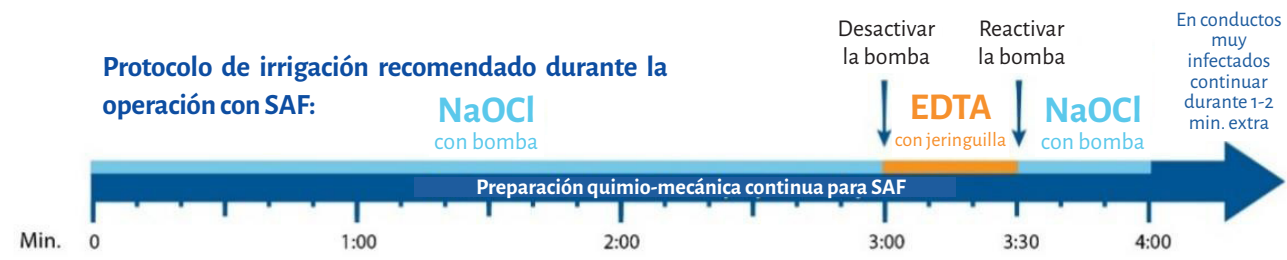 Protocolo de irrigación recomendado durante la
operación con SAF:
NaOCl
con bomba
Desactivar
la bomba
Reactivar
la bomba
EDTA
con jeringuilla
NaOCl
con bomba
En conductos
muy
infectados
continuar
durante 1-2
min. extra
Preparación quimio-mecánica continua para SAF
Min. 0 1:00 2:00 3:00 3:30 4:00